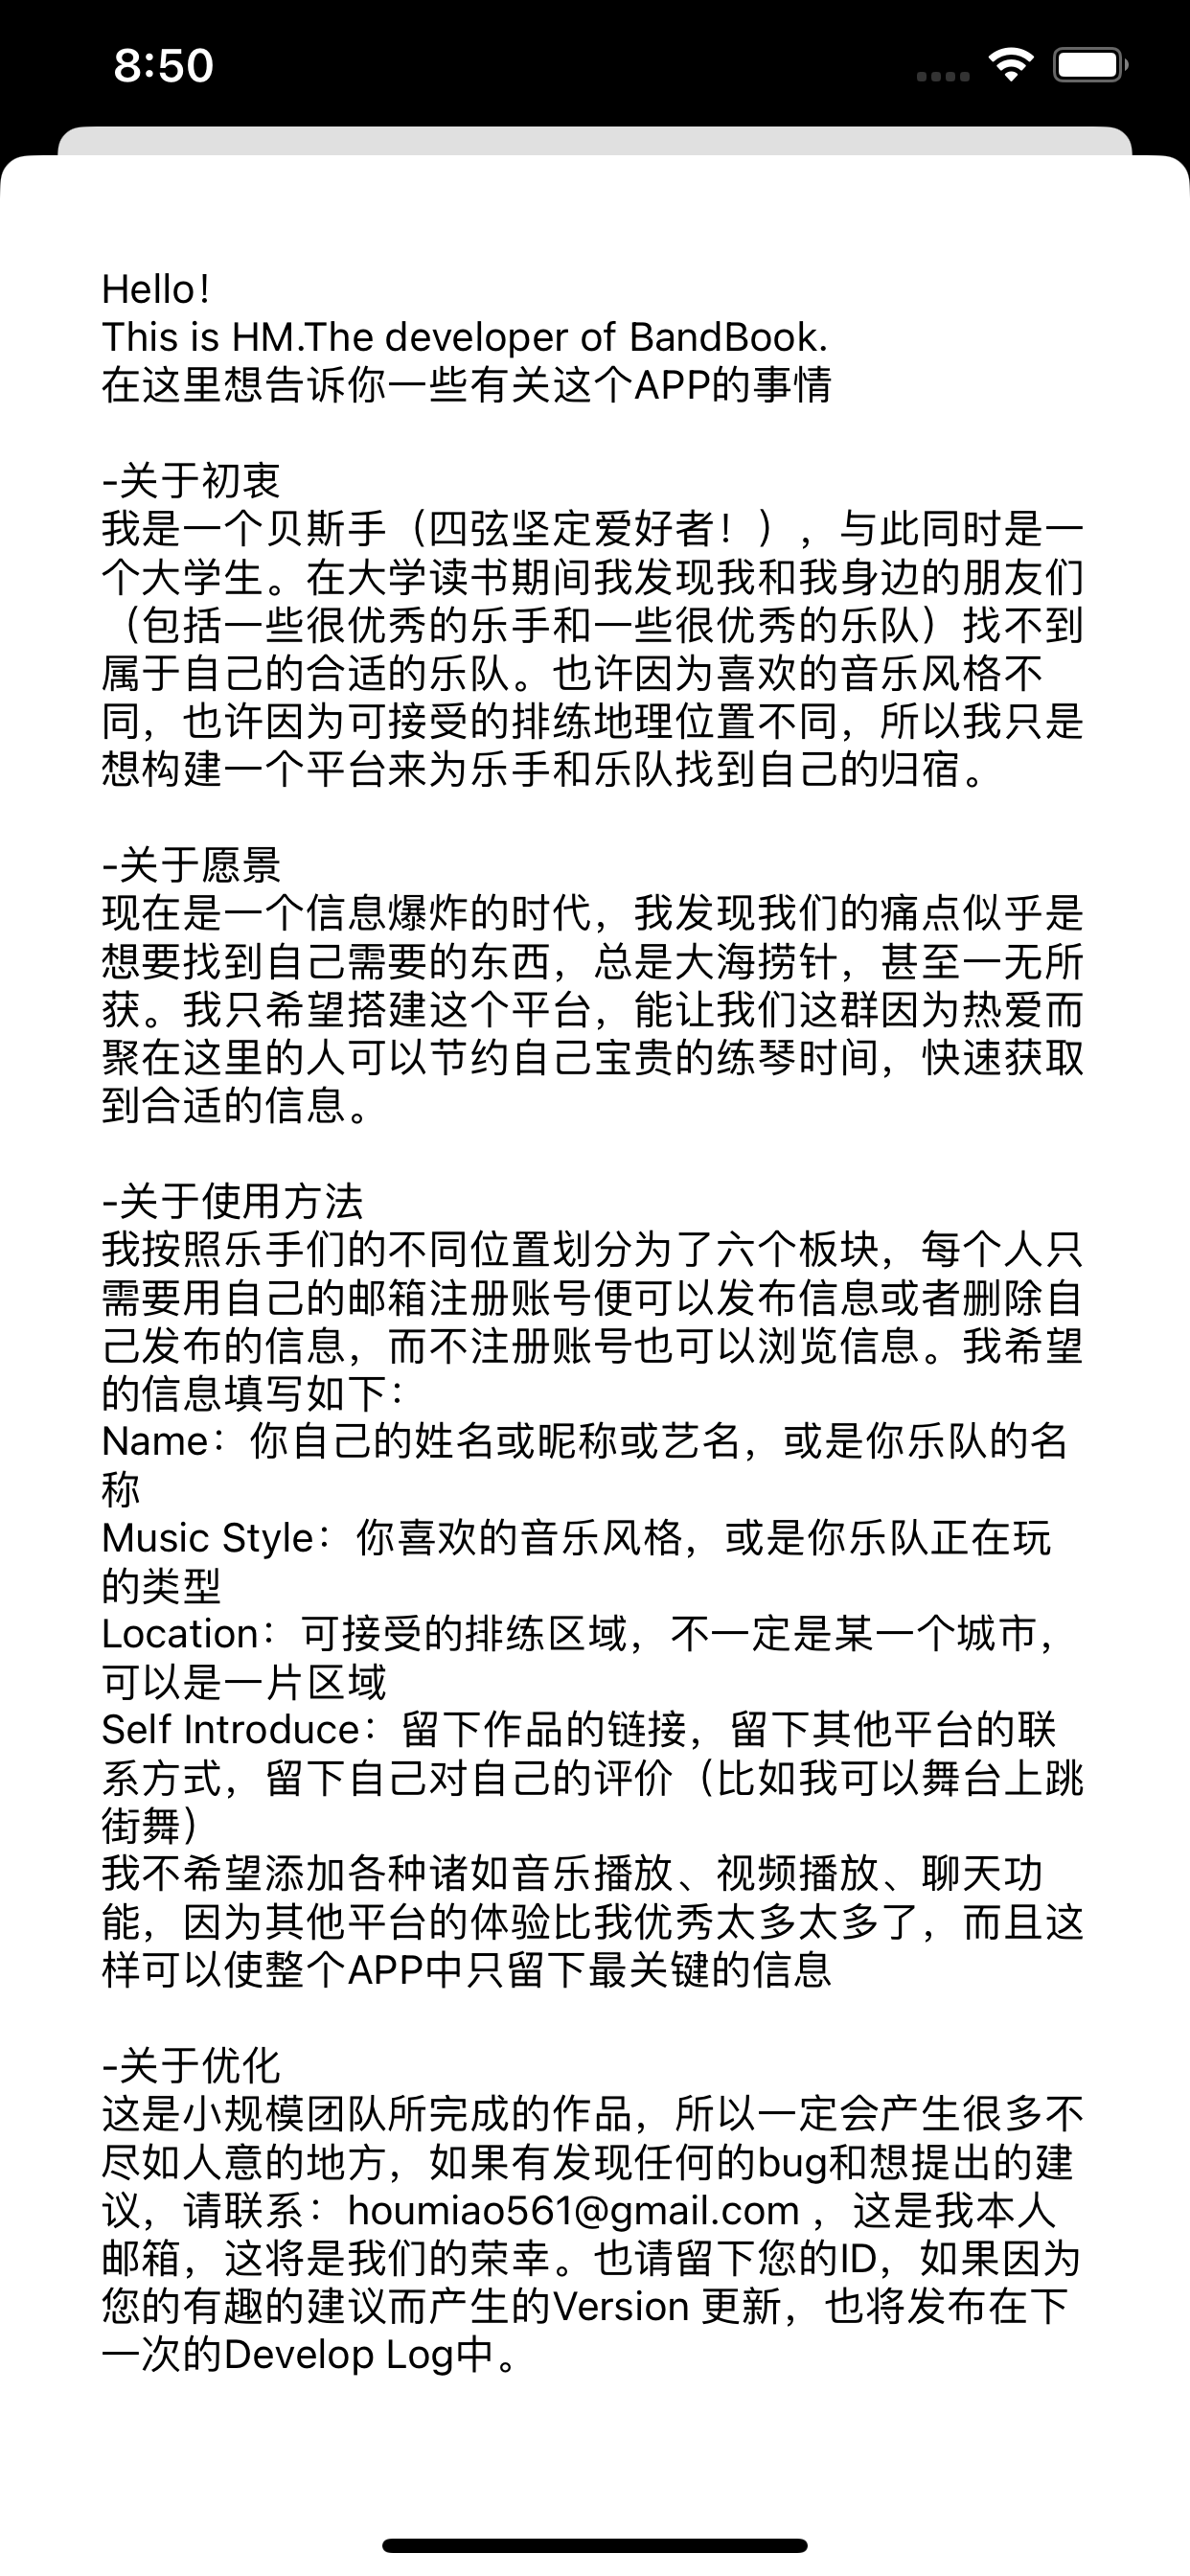 8:50
Hello！
This is HM.The developer of BandBook.
在这里想告诉你一些有关这个APP的事情
-关于初衷
我是一个贝斯手（四弦坚定爱好者！），与此同时是一
个大学生。在大学读书期间我发现我和我身边的朋友们
（包括一些很优秀的乐手和一些很优秀的乐队）找不到
属于自己的合适的乐队。也许因为喜欢的音乐风格不
同，也许因为可接受的排练地理位置不同，所以我只是
想构建一个平台来为乐手和乐队找到自己的归宿。
-关于愿景
现在是一个信息爆炸的时代，我发现我们的痛点似乎是
想要找到自己需要的东西，总是大海捞针，甚至一无所
获。我只希望搭建这个平台，能让我们这群因为热爱而
聚在这里的人可以节约自己宝贵的练琴时间，快速获取
到合适的信息。
-关于使用方法
我按照乐手们的不同位置划分为了六个板块，每个人只
需要用自己的邮箱注册账号便可以发布信息或者删除自
己发布的信息，而不注册账号也可以浏览信息。我希望
的信息填写如下：
Name：你自己的姓名或昵称或艺名，或是你乐队的名
称
Music Style：你喜欢的音乐风格，或是你乐队正在玩
的类型
Location：可接受的排练区域，不一定是某一个城市，
可以是一片区域
Self Introduce：留下作品的链接，留下其他平台的联
系方式，留下自己对自己的评价（比如我可以舞台上跳
街舞）
我不希望添加各种诸如音乐播放、视频播放、聊天功
能，因为其他平台的体验比我优秀太多太多了，而且这
样可以使整个APP中只留下最关键的信息
-关于优化
这是小规模团队所完成的作品，所以一定会产生很多不
尽如人意的地方，如果有发现任何的bug和想提出的建
议，请联系：houmiao561@gmail.com ，这是我本人
邮箱，这将是我们的荣幸。也请留下您的ID，如果因为
您的有趣的建议而产生的Version 更新，也将发布在下
一次的Develop Log中。